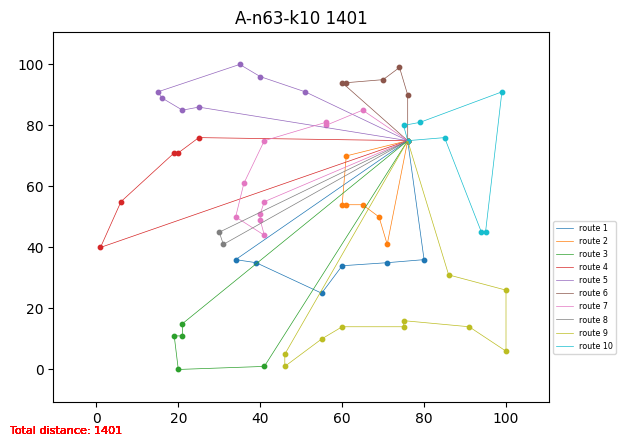 A-n63-k10 1401
100
80
60
40
20
0
0 20 40 60 80 100
route 1
route 2
route 3
route 4
route 5
route 6
route 7
route 8
route 9
route 10
Total distance: 1401